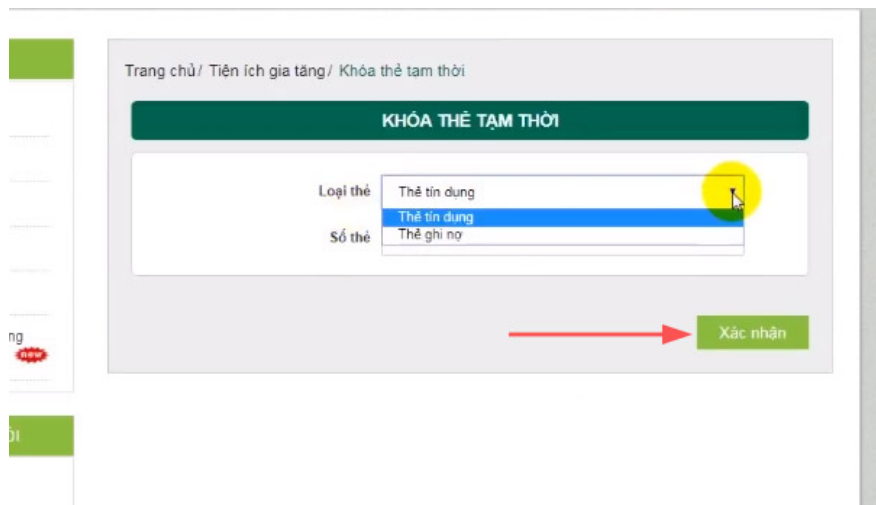 Trang chủ/ Tiện ích gia tăng/ Khóa thẻ tạm thời
KHÓA THẺ TẠM THỜI
Loại thẻ
Thẻ tín dụng
Thẻ tín dụng
Thẻ ghi nợ
Số thẻ
Xác nhận
ng
new